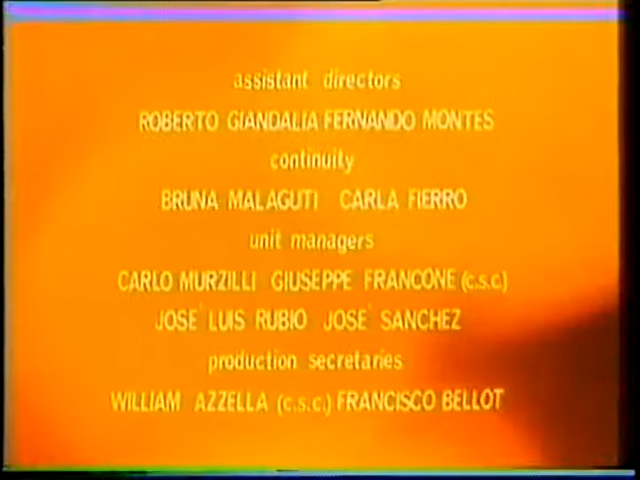 assistant directors
ROBERTO GIANDALIA FERNANDO MONTES
continuity
BRUNA MALAGUTI CARLA FIERRO
unit managers
CARLO MURZILLI GIUSEPPE FRANCONE (c.s.c.)
JOSE' LUIS RUBIO JOSE' SANCHEZ
production secretaries
WILLIAM AZZELLA (c.s.c.) FRANCISCO BELLOT